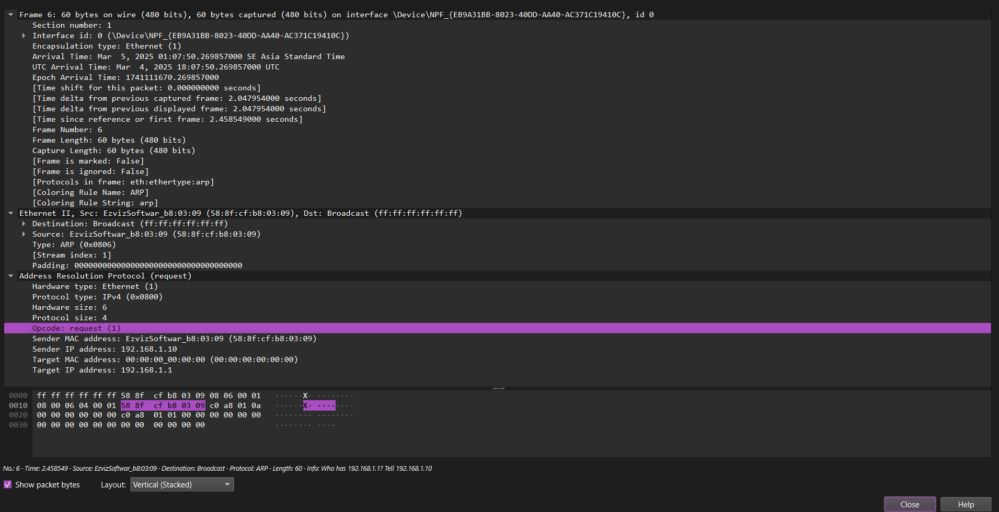 Frame 6: 60 bytes on wire (480 bits), 60 bytes captured (480 bits) on interface \Device\NPF_{EB9A31BB-8023-40DD-AA40-AC371C19410C}, id 0
Section number: 1
Interface id: 0 (\Device\NPF_{EB9A31BB-8023-40DD-AA40-AC371C19410C})
Encapsulation type: Ethernet (1)
Arrival Time: Mar  5, 2025 01:07:50.269857000 SE Asia Standard Time
UTC Arrival Time: Mar  4, 2025 18:07:50.269857000 UTC
Epoch Arrival Time: 1741111670.269857000
[Time shift for this packet: 0.000000000 seconds]
[Time delta from previous captured frame: 2.047954000 seconds]
[Time delta from previous displayed frame: 2.047954000 seconds]
[Time since reference or first frame: 2.458549000 seconds]
Frame Number: 6
Frame Length: 60 bytes (480 bits)
Capture Length: 60 bytes (480 bits)
[Frame is marked: False]
[Frame is ignored: False]
[Protocols in frame: eth:ethertype:arp]
[Coloring Rule Name: ARP]
[Coloring Rule String: arp]
Ethernet II, Src: EzvizSoftwar_b8:03:09 (58:8f:cf:b8:03:09), Dst: Broadcast (ff:ff:ff:ff:ff:ff)
Destination: Broadcast (ff:ff:ff:ff:ff:ff)
Source: EzvizSoftwar_b8:03:09 (58:8f:cf:b8:03:09)
Type: ARP (0x0806)
[Stream index: 1]
Padding: 000000000000000000000000000000000000
Address Resolution Protocol (request)
Hardware type: Ethernet (1)
Protocol type: IPv4 (0x0800)
Hardware size: 6
Protocol size: 4
Opcode: request (1)
Sender MAC address: EzvizSoftwar_b8:03:09 (58:8f:cf:b8:03:09)
Sender IP address: 192.168.1.10
Target MAC address: 00:00:00_00:00:00 (00:00:00:00:00:00)
Target IP address: 192.168.1.1
0000 ff ff ff ff ff ff 58 8f  cf b8 03 09 08 06 00 01 ······X· ········
0010 08 00 06 04 00 01 58 8f  cf b8 03 09 c0 a8 01 0a ······X· ········
0020 00 00 00 00 00 00 c0 a8  01 01 00 00 00 00 00 00 ········ ········
0030 00 00 00 00 00 00 00 00  00 00 00 00 ········ ····
No.: 6 · Time: 2.458549 · Source: EzvizSoftwar_b8:03:09 · Destination: Broadcast · Protocol: ARP · Length: 60 · Info: Who has 192.168.1.1? Tell 192.168.1.10
Show packet bytes Layout: Vertical (Stacked)
Close Help